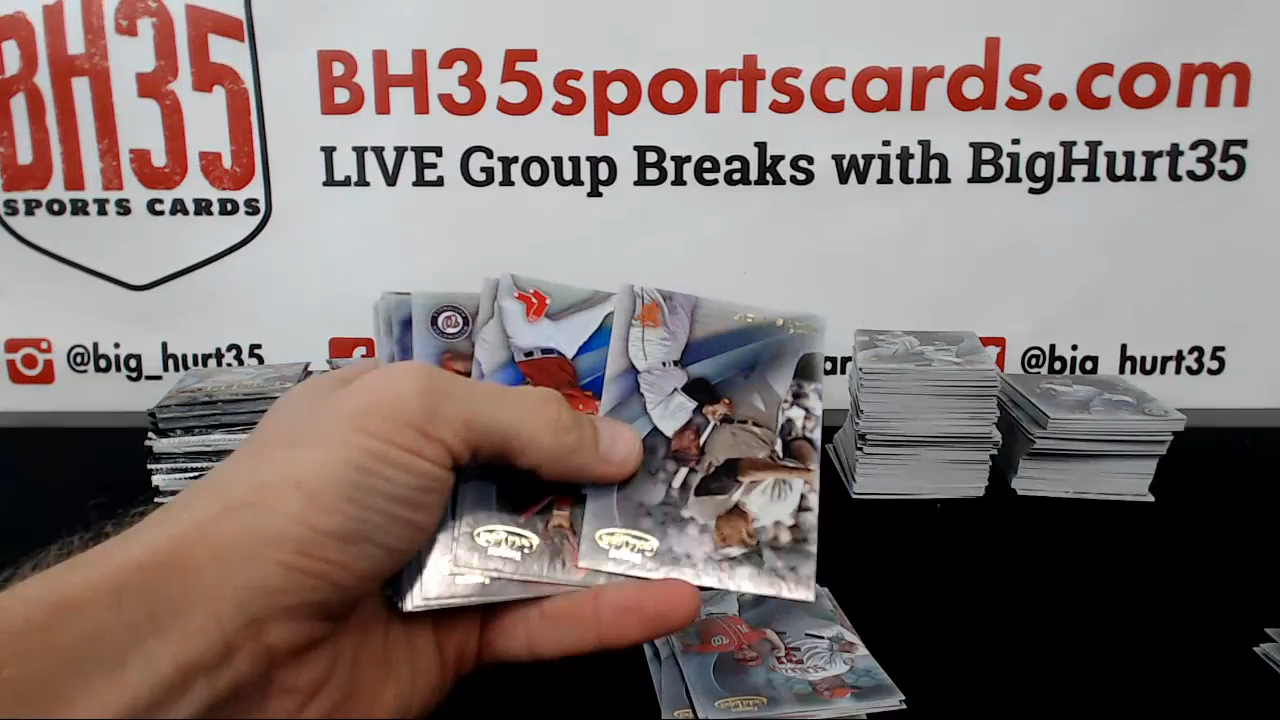 BH35
SPORTS CARDS
BH35sportscards.com
LIVE Group Breaks with BigHurt35
@big_hurt35
@big_hurt35